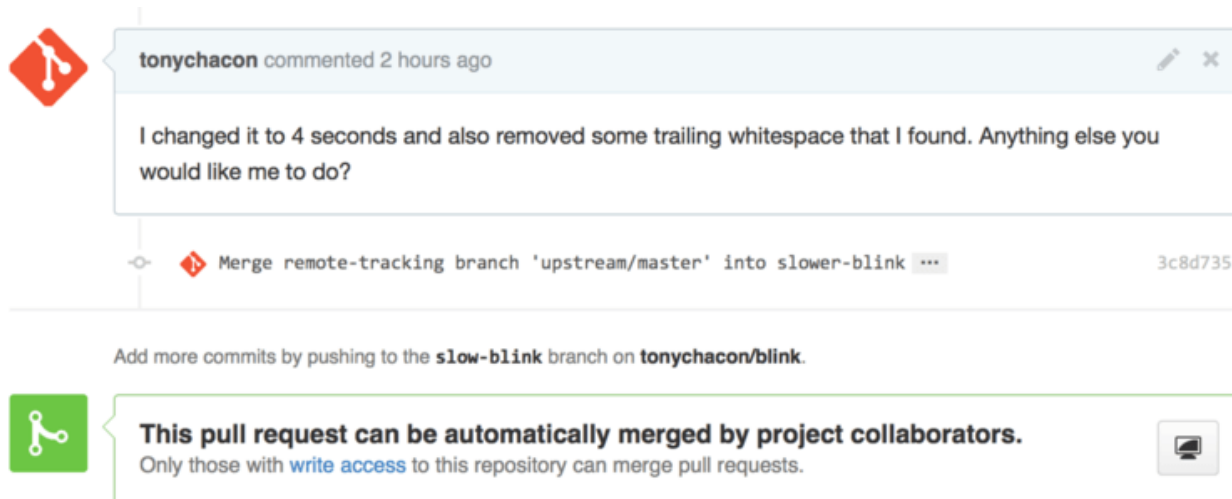 tonychacon commented 2 hours ago
I changed it to 4 seconds and also removed some trailing whitespace that I found. Anything else you
would like me to do?
Merge remote-tracking branch 'upstream/master' into slower-blink ... 3c8d735
Add more commits by pushing to the slow-blink branch on tonychacon/blink.
This pull request can be automatically merged by project collaborators.
Only those with write access to this repository can merge pull requests.